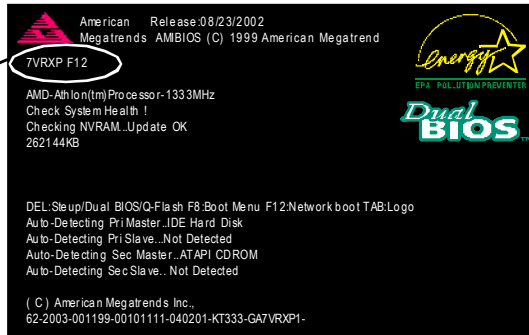 American Release:08/23/2002
Megatrends AMIBIOS (C) 1999 American Megatrend
7VRXP F12
energy
EPA POLLUTION PREVENTER
Dual
BIOS TM
AMD-Athlon(tm)Processor-1333MHz
Check System Health !
Checking NVRAM..Update OK
262144KB
DEL:Steup/Dual BIOS/Q-Flash F8:Boot Menu F12:Network boot TAB:Logo
Auto-Detecting Pri Master..IDE Hard Disk
Auto-Detecting Pri Slave...Not Detected
Auto-Detecting Sec Master..ATAPI CDROM
Auto-Detecting Sec Slave.. Not Detected
( C ) American Megatrends Inc.,
62-2003-001199-00101111-040201-KT333-GA7VRXP1-